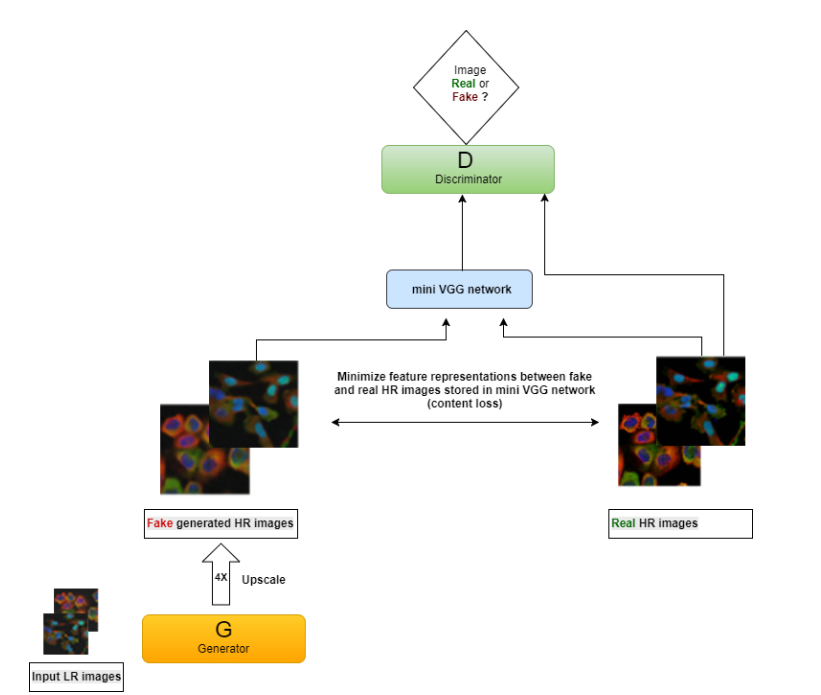 Image
Real or
Fake ?
D
Discriminator
mini VGG network
Minimize feature representations between fake
and real HR images stored in mini VGG network
(content loss)
Fake generated HR images
Real HR images
4X
Upscale
G
Generator
Input LR images